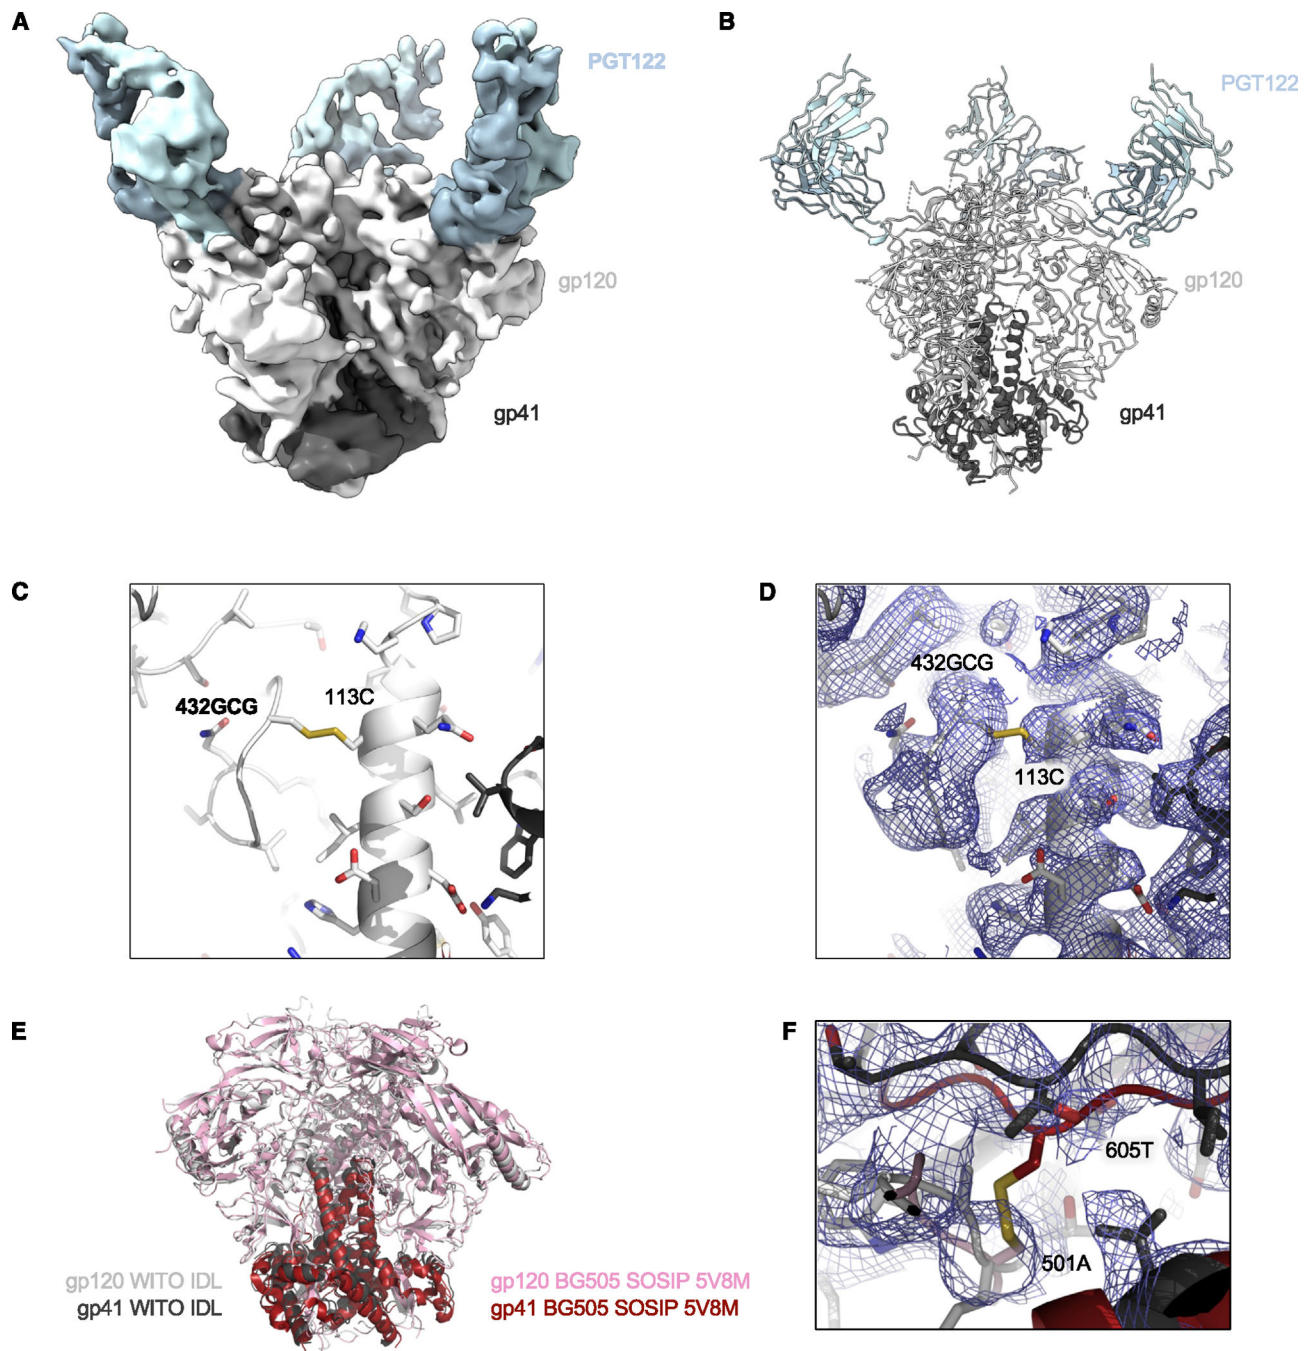 A
PGT122
gp120
gp41
B
PGT122
gp120
gp41
C
432GCG
113C
D
432GCG
113C
E
gp120 WITO IDL
gp41 WITO IDL
gp120 BG505 SOSIP 5V8M
gp41 BG505 SOSIP 5V8M
F
605T
501A